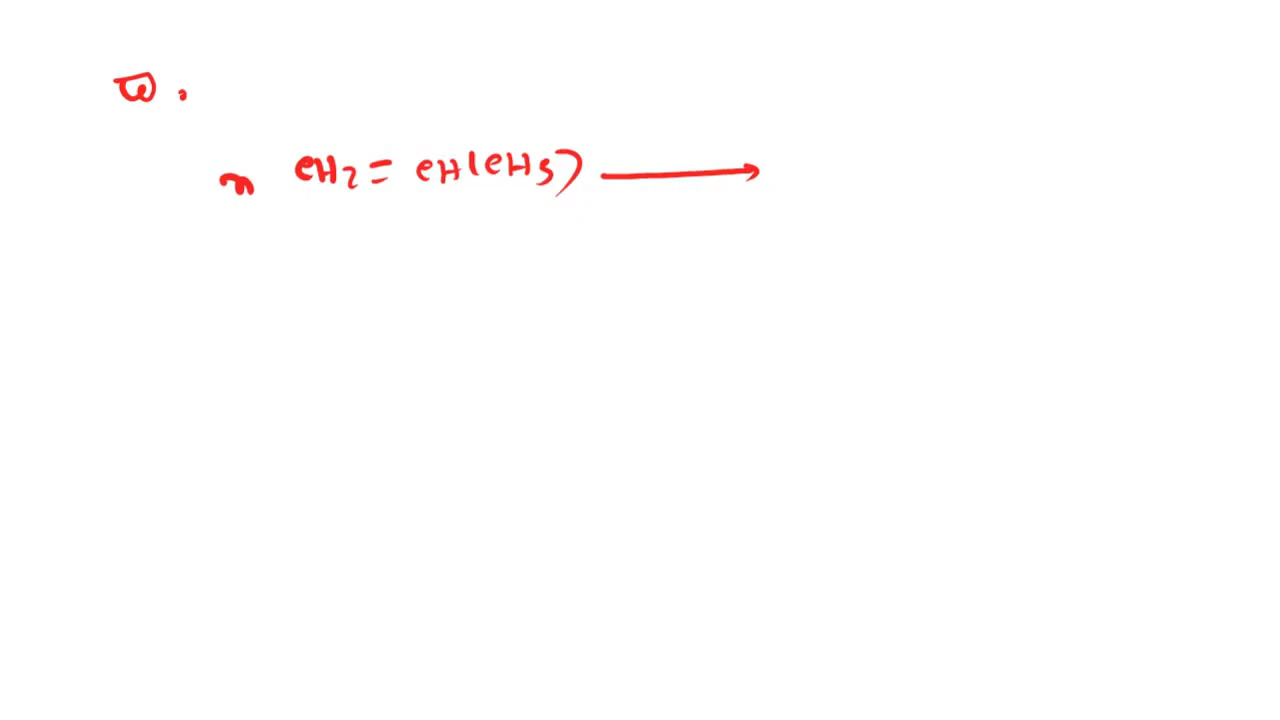 ত.
n CH2 = CH(CH3) ⟶